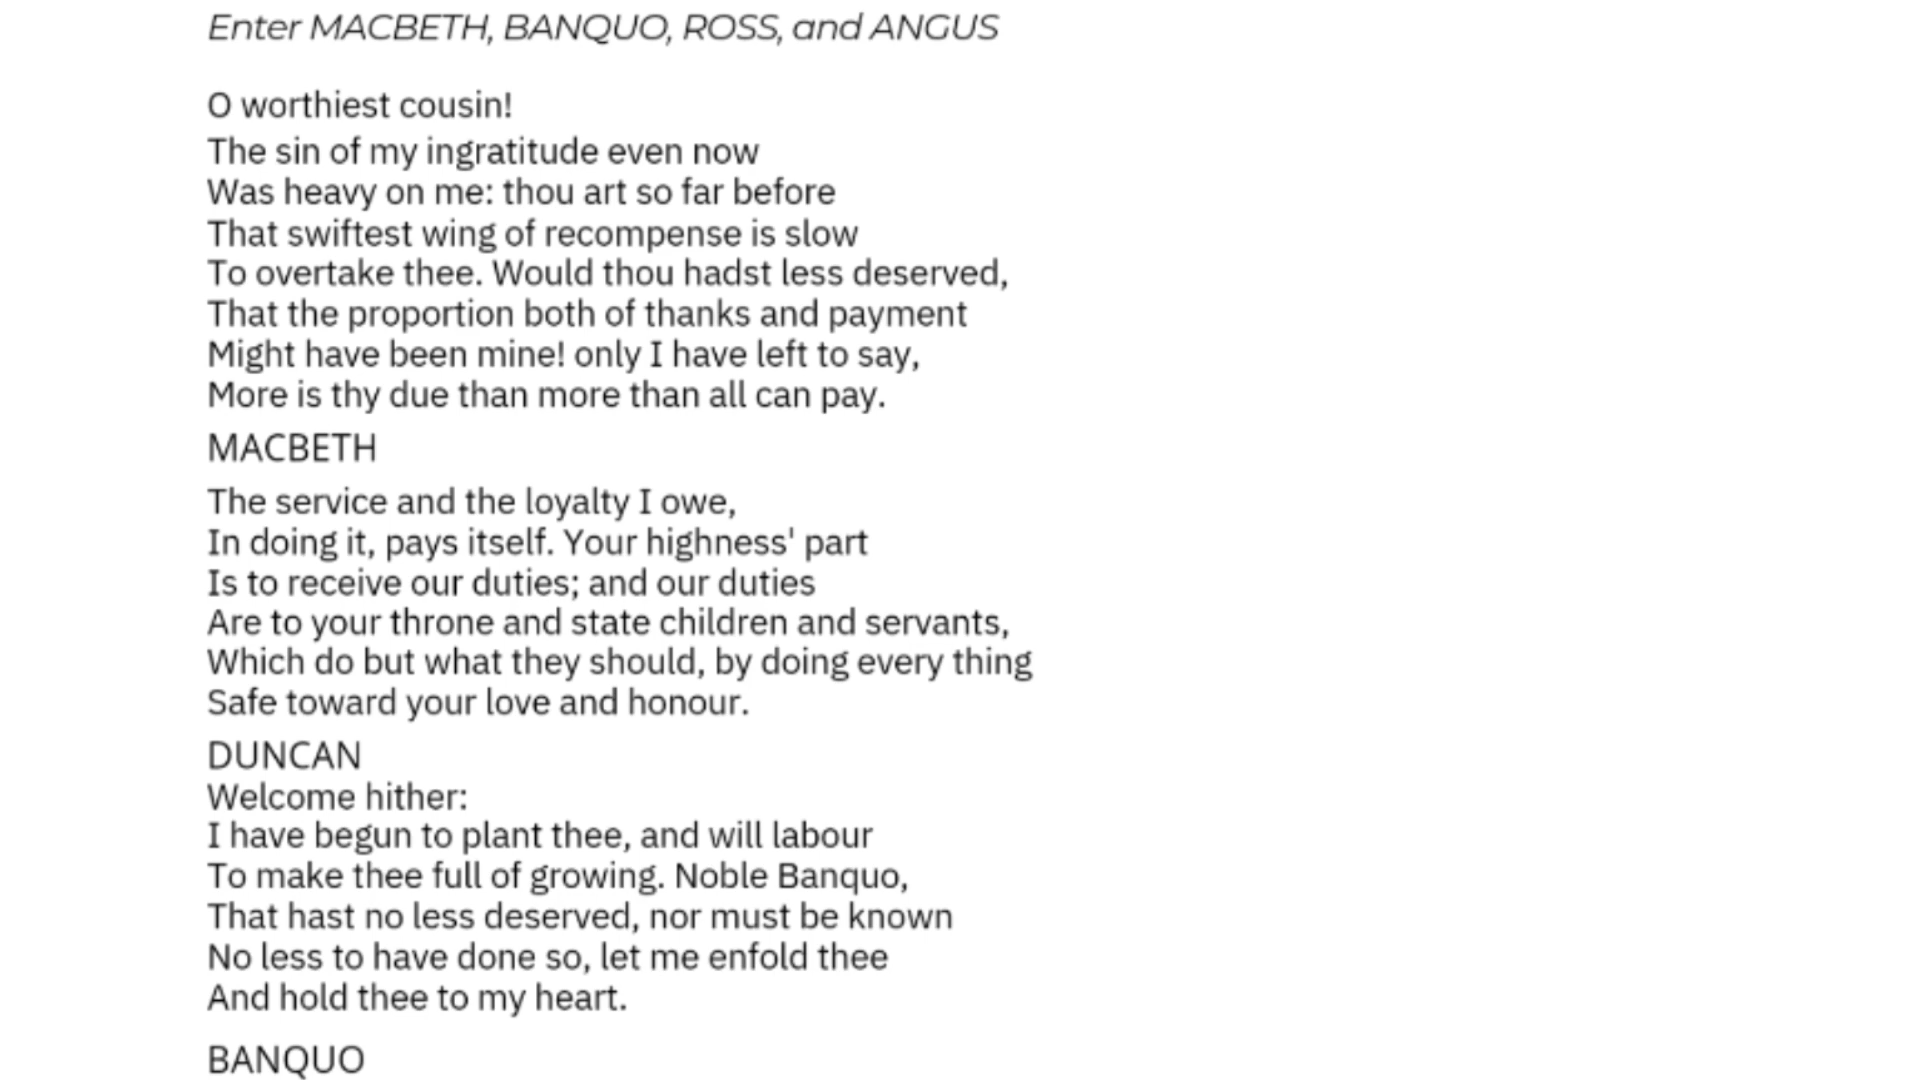 Enter MACBETH, BANQUO, ROSS, and ANGUS
O worthiest cousin!
The sin of my ingratitude even now
Was heavy on me: thou art so far before
That swiftest wing of recompense is slow
To overtake thee. Would thou hadst less deserved,
That the proportion both of thanks and payment
Might have been mine! only I have left to say,
More is thy due than more than all can pay.
MACBETH
The service and the loyalty I owe,
In doing it, pays itself. Your highness' part
Is to receive our duties; and our duties
Are to your throne and state children and servants,
Which do but what they should, by doing every thing
Safe toward your love and honour.
DUNCAN
Welcome hither:
I have begun to plant thee, and will labour
To make thee full of growing. Noble Banquo,
That hast no less deserved, nor must be known
No less to have done so, let me enfold thee
And hold thee to my heart.
BANQUO